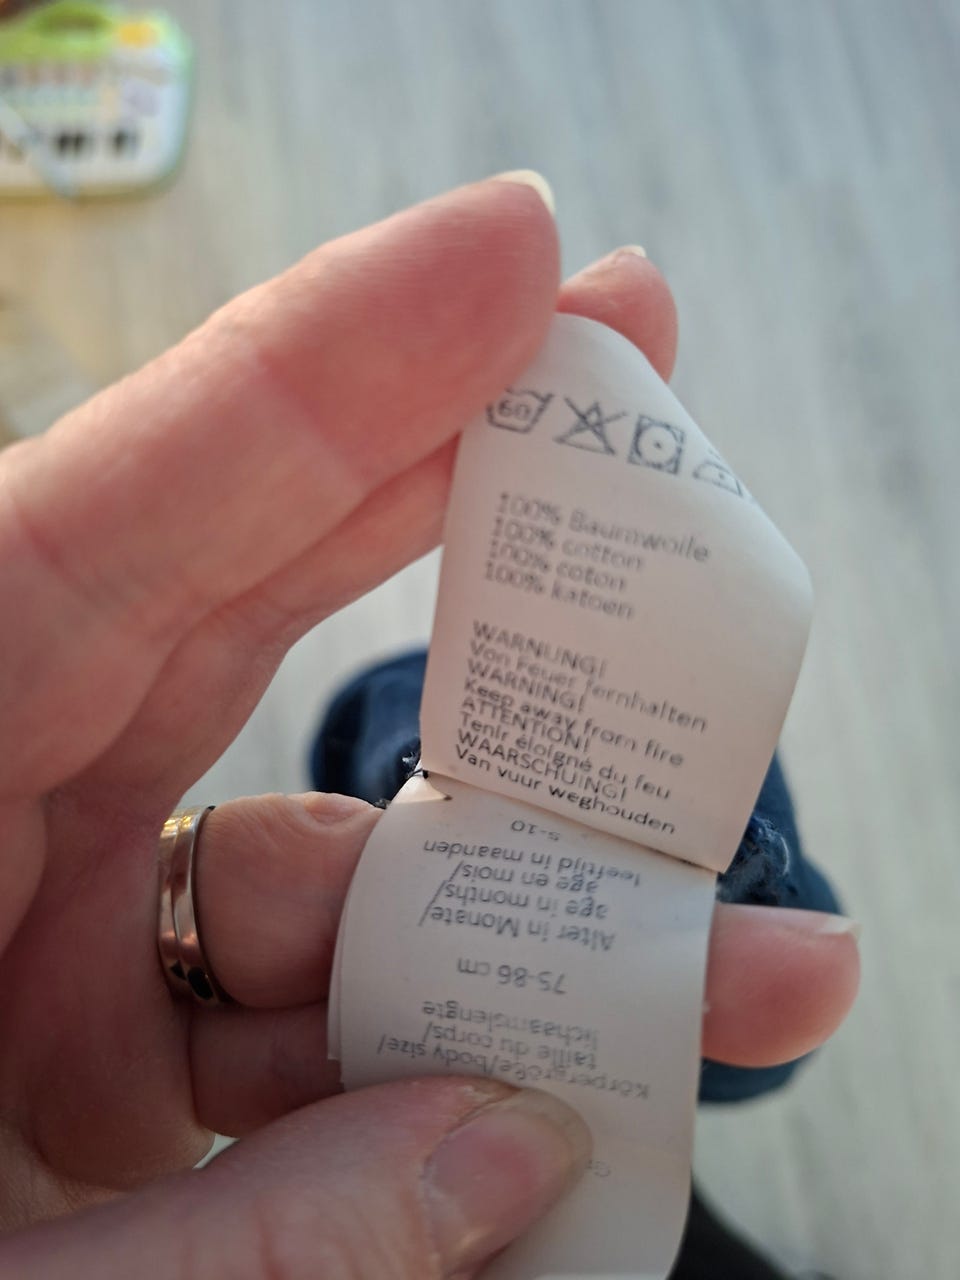 60
100% Baumwolle
100% cotton
100% coton
100% katoen
WARNUNG!
Von Feuer fernhalten
WARNING!
Keep away from fire
ATTENTION!
Tenir éloigné du feu
WAARSCHUING!
Van vuur weghouden
Körpergröße/body size/
taille du corps/
lichaamslengte
75-86 cm
Alter in Monate/
age in months/
age en mois/
leeftijd in maanden
5-10